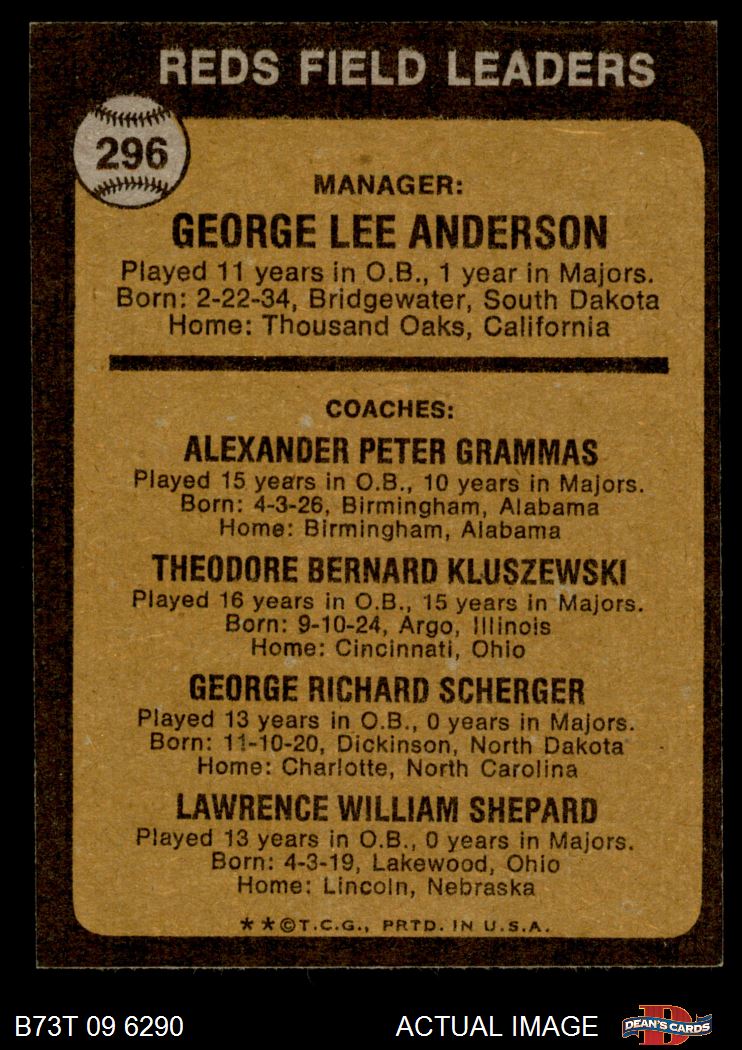 REDS FIELD LEADERS
296
MANAGER:
GEORGE LEE ANDERSON
Played 11 years in O.B., 1 year in Majors.
Born: 2-22-34, Bridgewater, South Dakota
Home: Thousand Oaks, California
COACHES:
ALEXANDER PETER GRAMMAS
Played 15 years in O.B., 10 years in Majors.
Born: 4-3-26, Birmingham, Alabama
Home: Birmingham, Alabama
THEODORE BERNARD KLUSZEWSKI
Played 16 years in O.B., 15 years in Majors.
Born: 9-10-24, Argo, Illinois
Home: Cincinnati, Ohio
GEORGE RICHARD SCHERGER
Played 13 years in O.B., 0 years in Majors.
Born: 11-10-20, Dickinson, North Dakota
Home: Charlotte, North Carolina
LAWRENCE WILLIAM SHEPARD
Played 13 years in O.B., 0 years in Majors.
Born: 4-3-19, Lakewood, Ohio
Home: Lincoln, Nebraska
**©T.C.G., PRTD. IN U.S.A.
B73T 09 6290 ACTUAL IMAGE D DEAN'S CARDS